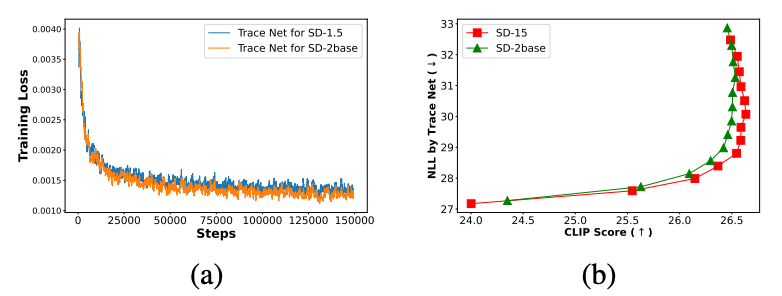 0.0040
0.0035
0.0030
0.0025
0.0020
0.0015
0.0010
Training Loss
Trace Net for SD-1.5
Trace Net for SD-2base
0 25000 50000 75000 100000 125000 150000
Steps
(a)
33
32
31
30
29
28
27
NLL by Trace Net (↓)
SD-15
SD-2base
24.0 24.5 25.0 25.5 26.0 26.5
CLIP Score (↑)
(b)